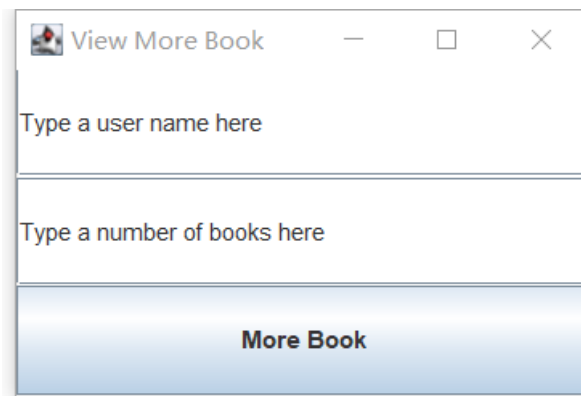 View More Book
Type a user name here
Type a number of books here
More Book